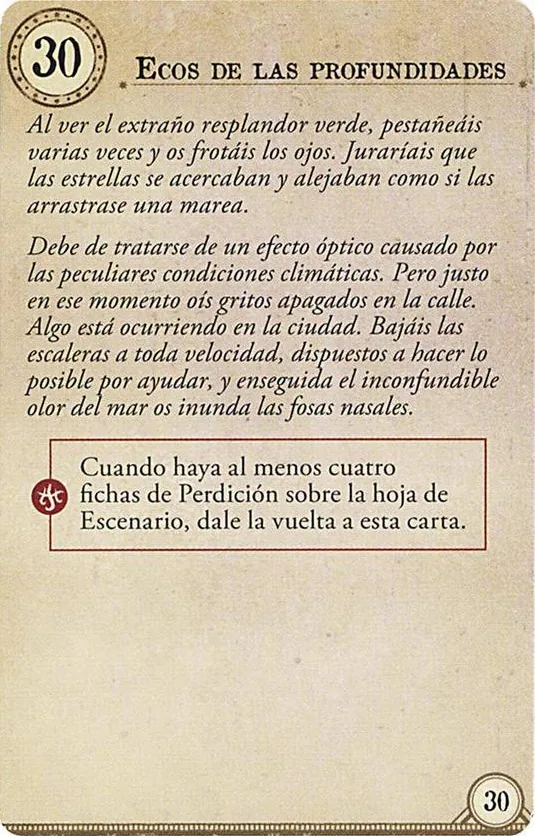 30
Ecos de las profundidades
Al ver el extraño resplandor verde, pestañeáis
varias veces y os frotáis los ojos. Juraríais que
las estrellas se acercaban y alejaban como si las
arrastrase una marea.
Debe de tratarse de un efecto óptico causado por
las peculiares condiciones climáticas. Pero justo
en ese momento oís gritos apagados en la calle.
Algo está ocurriendo en la ciudad. Bajáis las
escaleras a toda velocidad, dispuestos a hacer lo
posible por ayudar, y enseguida el inconfundible
olor del mar os inunda las fosas nasales.
Cuando haya al menos cuatro
fichas de Perdición sobre la hoja de
Escenario, dale la vuelta a esta carta.
30